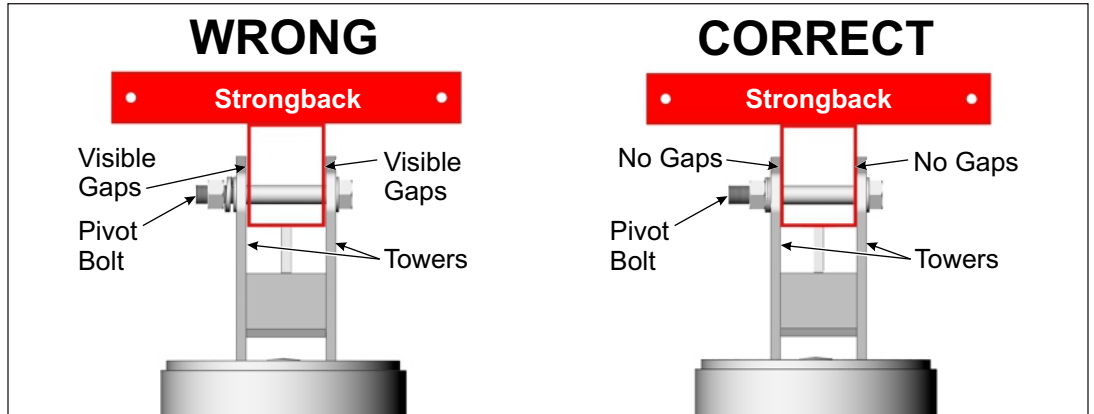 WRONG
Strongback
Visible
Gaps
Visible
Gaps
Pivot
Bolt
Towers
CORRECT
Strongback
No Gaps
No Gaps
Pivot
Bolt
Towers